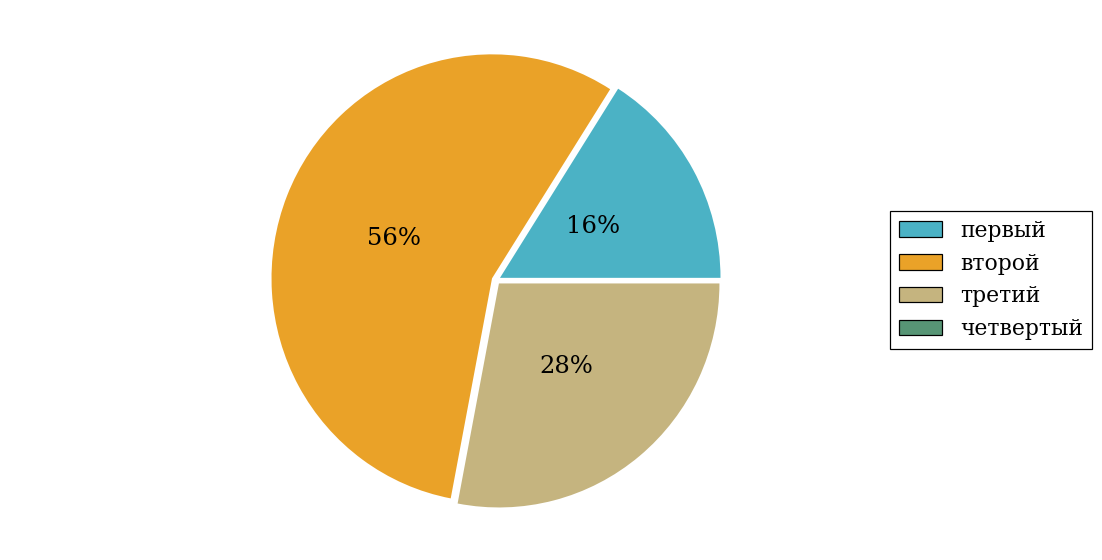 56%
16%
28%
первый
второй
третий
четвертый